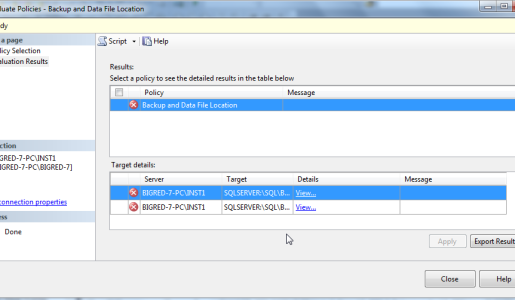 luate Policies - Backup and Data File Location
dy
a page
licy Selection
aluation Results
Script Help
Results:
Select a policy to see the detailed results in the table below
Policy Message
Backup and Data File Location
Target details:
Server Target Details Message
BIGRED-7-PC\INST1 SQLSERVER:\SQL\B... View...
BIGRED-7-PC\INST1 SQLSERVER:\SQL\B... View...
ction
GRED-7-PC\INST1
IGRED-7-PC\BIGRED-7]
connection properties
ess
Done
Apply Export Result
Close Help